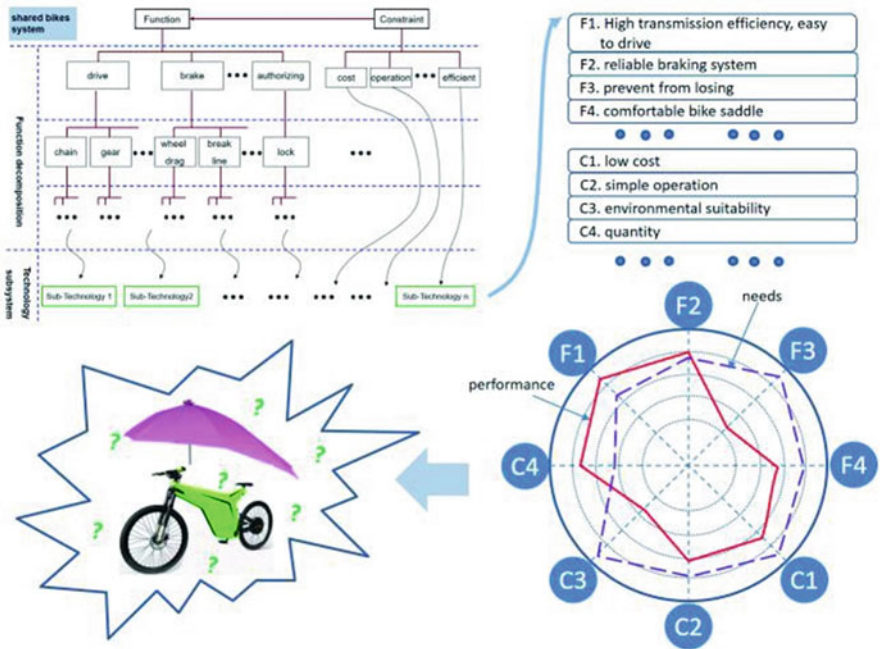 shared bikes
system
Function
Constraint
drive
brake
authorizing
cost
operation
efficient
Function decomposition
chain
gear
wheel
drag
break
line
lock
Technology
subsystem
Sub-Technology 1
Sub-Technology2
Sub-Technology n
F1. High transmission efficiency, easy
to drive
F2. reliable braking system
F3. prevent from losing
F4. comfortable bike saddle
C1. low cost
C2. simple operation
C3. environmental suitability
C4. quantity
needs
performance
F2
F1
F3
C4
F4
C3
C1
C2
?
?
?
?
?
?
?